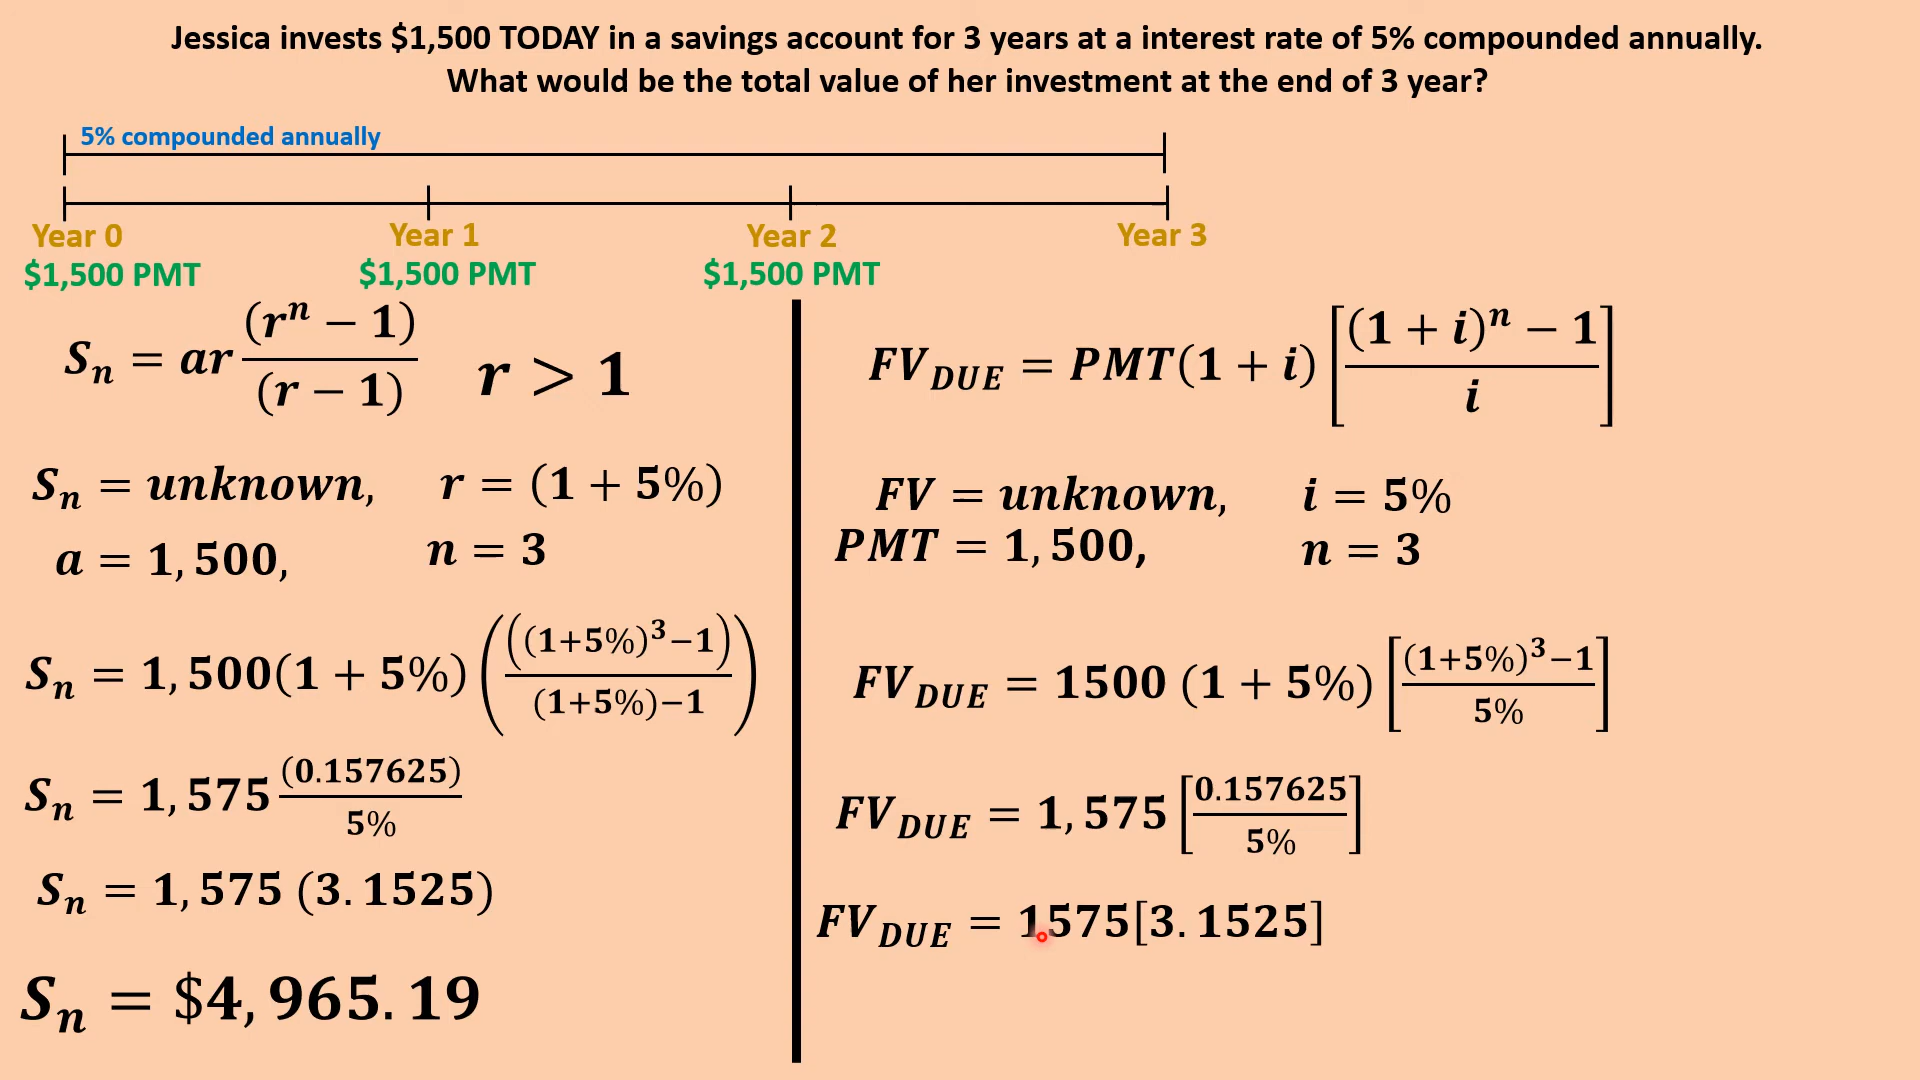 Jessica invests $1,500 TODAY in a savings account for 3 years at a interest rate of 5% compounded annually.
What would be the total value of her investment at the end of 3 year?
5% compounded annually
Year 0 Year 1 Year 2 Year 3
$1,500 PMT $1,500 PMT $1,500 PMT
Sₙ = ar (rⁿ − 1) / (r − 1) r > 1
Sₙ = unknown, r = (1 + 5%)
a = 1,500, n = 3
Sₙ = 1,500(1 + 5%) (((1+5%)³−1) / (1+5%)−1)
Sₙ = 1,575 (0.157625) / 5%
Sₙ = 1,575 (3.1525)
Sₙ = $4,965.19
FV_DUE = PMT(1 + i) [(1 + i)ⁿ − 1 / i]
FV = unknown, i = 5%
PMT = 1,500, n = 3
FV_DUE = 1500 (1 + 5%) [(1+5%)³−1 / 5%]
FV_DUE = 1,575 [0.157625 / 5%]
FV_DUE = 1575[3.1525]